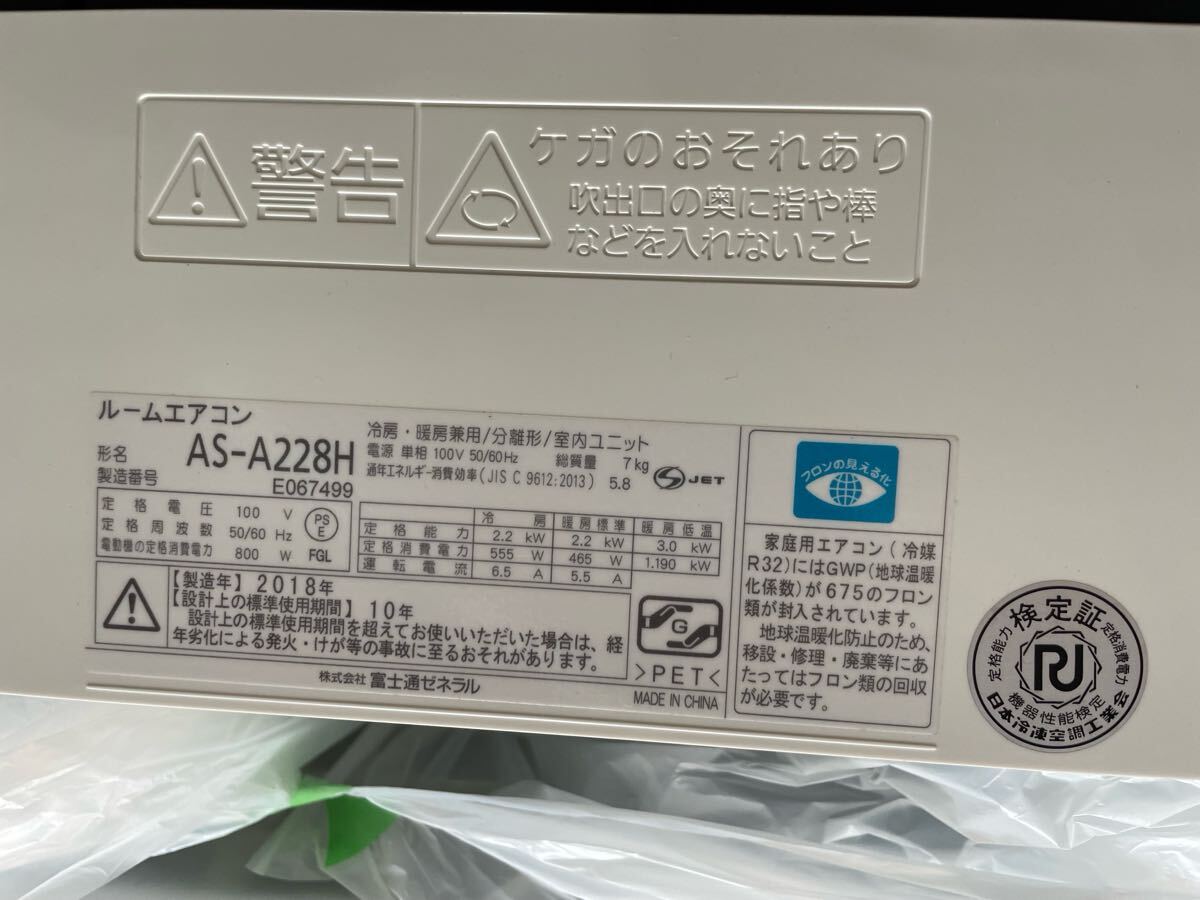 警告
ケガのおそれあり
吹出口の奥に指や棒
などを入れないこと
ルームエアコン
形名 AS-A228H
製造番号 E067499
冷房・暖房兼用/分離形/室内ユニット
電源 単相 100V 50/60Hz 総質量 7kg
通年エネルギー消費効率(JIS C 9612:2013) 5.8
JET
定格電圧 100 V
定格周波数 50/60 Hz
電動機の定格消費電力 800 W
PS
E
FGL
冷房 暖房標準 暖房低温
定格能力 2.2 kW 2.2 kW 3.0 kW
定格消費電力 555 W 465 W 1.190 kW
運転電流 6.5 A 5.5 A
【製造年】2018年
【設計上の標準使用期間】10年
設計上の標準使用期間を超えてお使いいただいた場合は、経
年劣化による発火・けが等の事故に至るおそれがあります。
G
>PET<
株式会社 富士通ゼネラル
MADE IN CHINA
フロンの見える化
家庭用エアコン(冷媒
R32)にはGWP(地球温暖
化係数)が675のフロン
類が封入されています。
地球温暖化防止のため、
移設・修理・廃棄等にあ
たってはフロン類の回収
が必要です。
検定証
定格能力
定格消費電力
機器性能検定
日本冷凍空調工業会